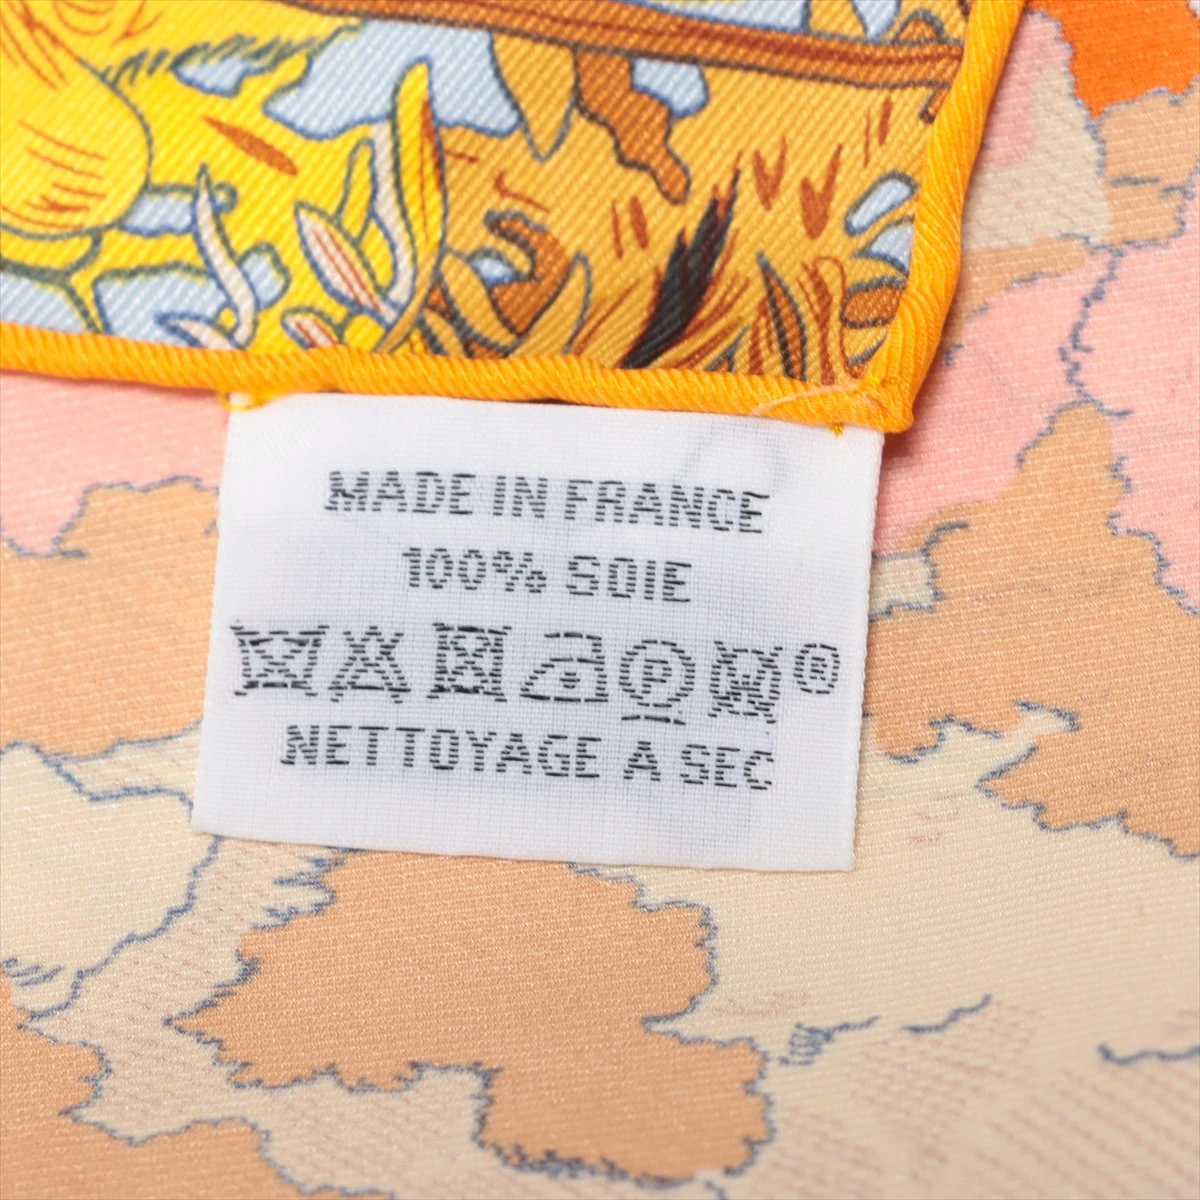 MADE IN FRANCE
100% SOIE
P W ®
NETTOYAGE A SEC